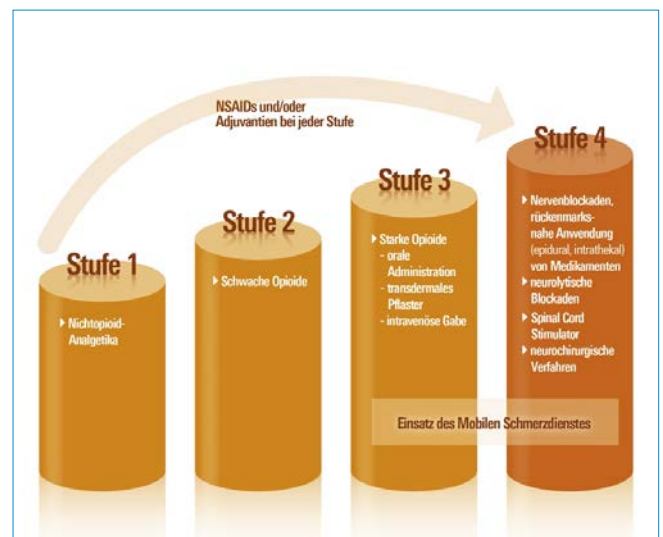 NSAIDs und/oder
Adjuvantien bei jeder Stufe
Stufe 1
▸ Nichtopioid-
Analgetika
Stufe 2
▸ Schwache Opioide
Stufe 3
▸ Starke Opioide
- orale
Administration
- transdermales
Pflaster
- intravenöse Gabe
Stufe 4
▸ Nervenblockaden,
rückenmarks-
nahe Anwendung
(epidural, intrathekal)
von Medikamenten
▸ neurolytische
Blockaden
▸ Spinal Cord
Stimulator
▸ neurochirurgische
Verfahren
Einsatz des Mobilen Schmerzdienstes